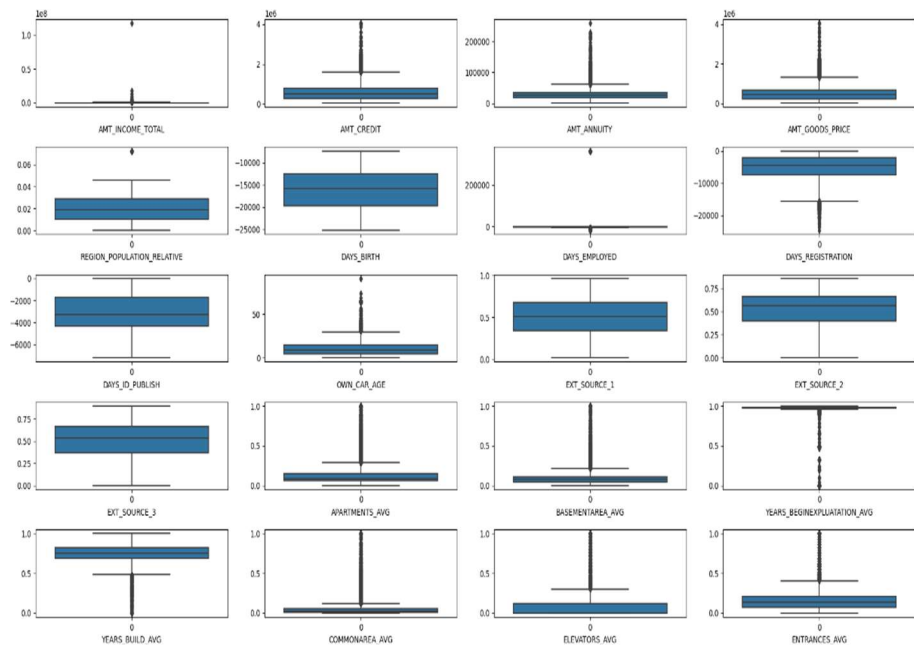 1e8 1e6 1e6
1.0 4 200000 4
0.5 2 100000 2
0.0 0 0 0
0 0 0 0
AMT_INCOME_TOTAL AMT_CREDIT AMT_ANNUITY AMT_GOODS_PRICE
0.06 −10000 200000 0
0.04 −15000 0 −10000
0.02 −20000 −20000
0.00 −25000
0 0 0 0
REGION_POPULATION_RELATIVE DAYS_BIRTH DAYS_EMPLOYED DAYS_REGISTRATION
0 50 1.0 0.75
−2000 0 0.5 0.50
−4000 0.0 0.25
−6000 0.00
0 0 0 0
DAYS_ID_PUBLISH OWN_CAR_AGE EXT_SOURCE_1 EXT_SOURCE_2
0.75 1.0 1.0 1.0
0.50 0.5 0.5 0.5
0.25 0.0 0.0 0.0
0.00
0 0 0 0
EXT_SOURCE_3 APARTMENTS_AVG BASEMENTAREA_AVG YEARS_BEGINEXPLUATATION_AVG
1.0 1.0 1.0 1.0
0.5 0.5 0.5 0.5
0.0 0.0 0.0 0.0
0 0 0 0
YEARS_BUILD_AVG COMMONAREA_AVG ELEVATORS_AVG ENTRANCES_AVG